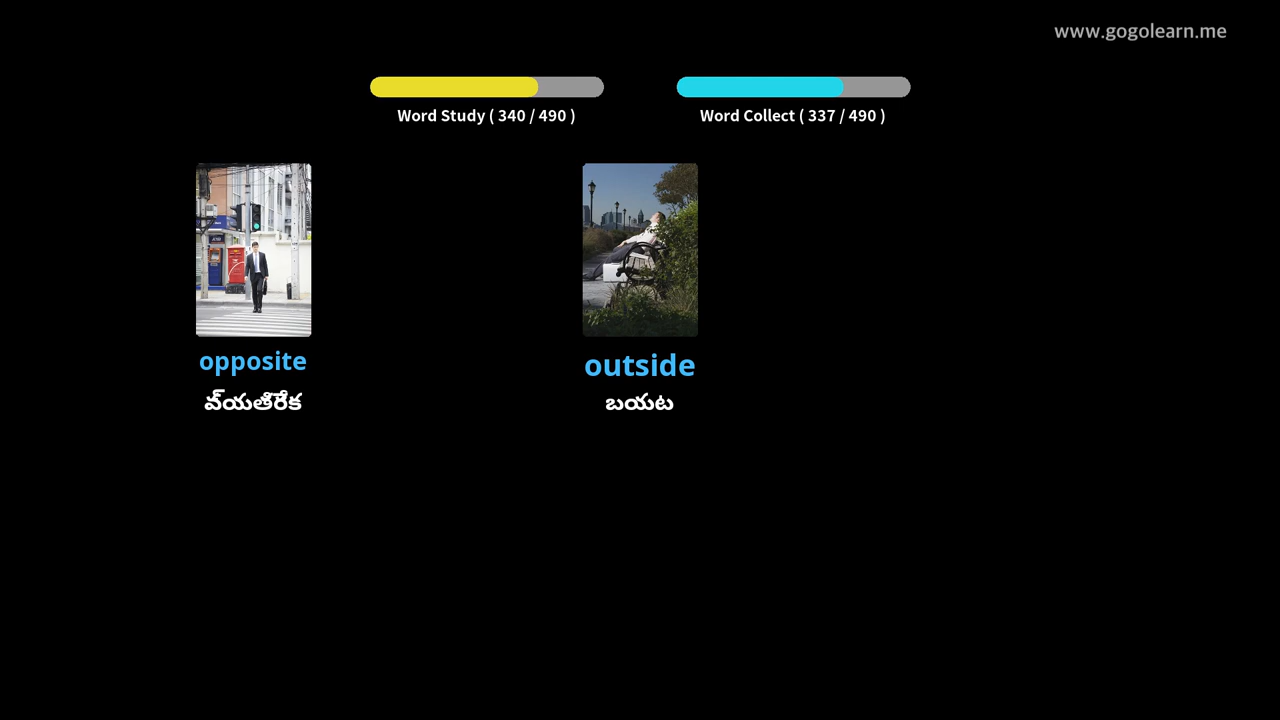 www.gogolearn.me
Word Study ( 340 / 490 )
Word Collect ( 337 / 490 )
opposite
outside
వ్యతిరేక
బయట